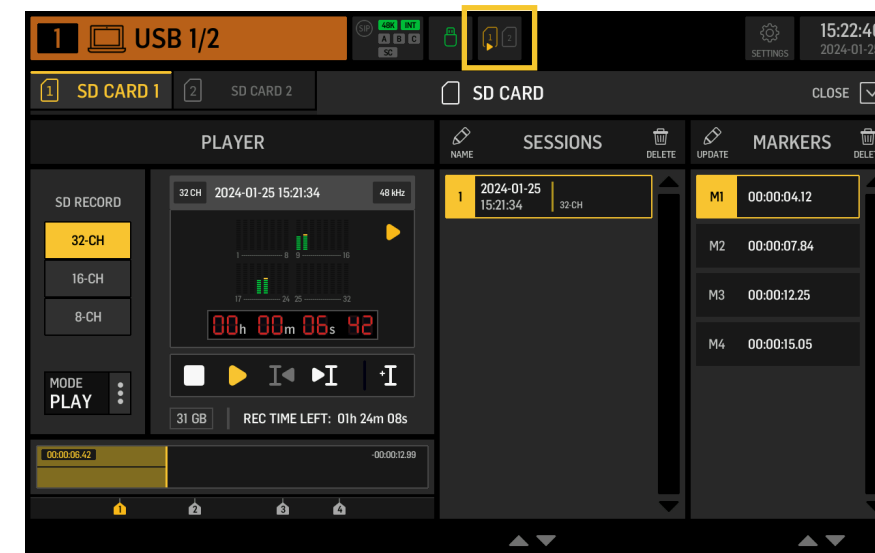 1 USB 1/2
SIP 48K INT
A B C
SC
1 2
SETTINGS
15:22:4
2024-01-2
1 SD CARD 1
2 SD CARD 2
SD CARD
CLOSE
PLAYER
NAME
SESSIONS
DELETE
UPDATE
MARKERS
DELET
SD RECORD
32-CH
16-CH
8-CH
MODE
PLAY
32 CH 2024-01-25 15:21:34 48 kHz
1 8 9 16
17 24 25 32
00h 00m 06s 42
31 GB REC TIME LEFT: 01h 24m 08s
00:00:06.42 -00:00:12.99
1 2 3 4
1 2024-01-25
15:21:34 32-CH
M1 00:00:04.12
M2 00:00:07.84
M3 00:00:12.25
M4 00:00:15.05